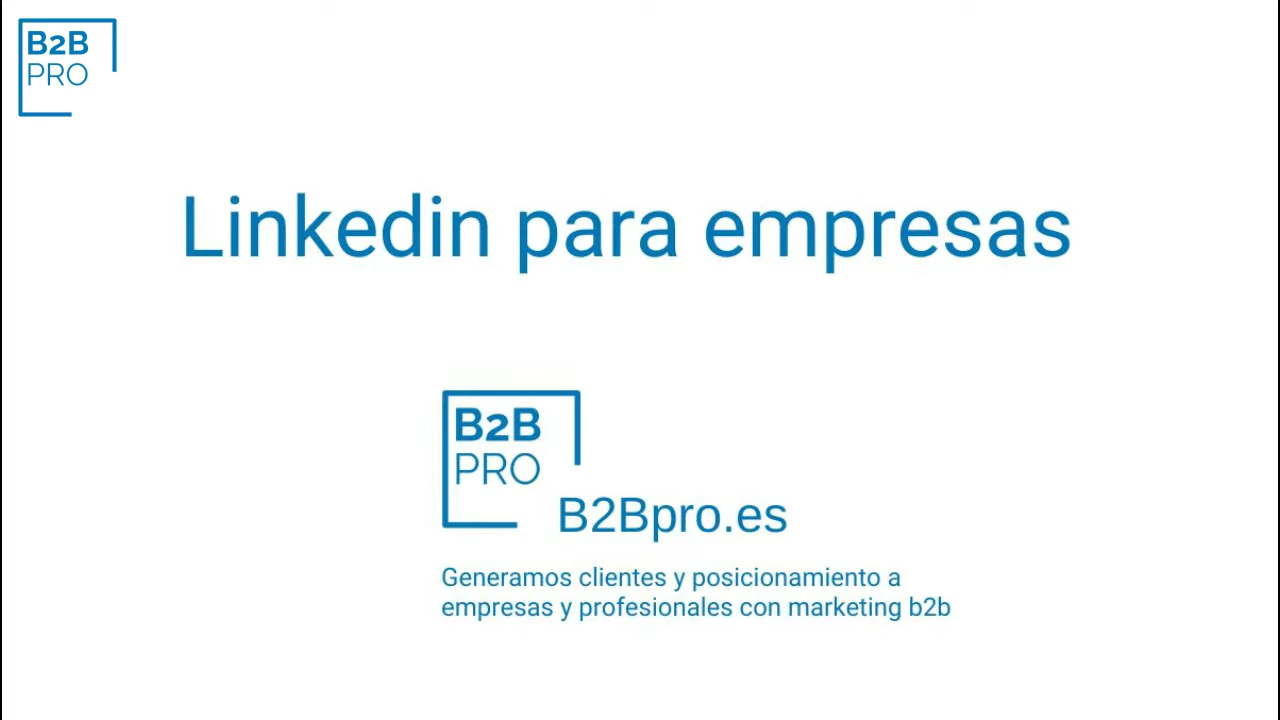 B2B
PRO
Linkedin para empresas
B2B
PRO
B2Bpro.es
Generamos clientes y posicionamiento a
empresas y profesionales con marketing b2b